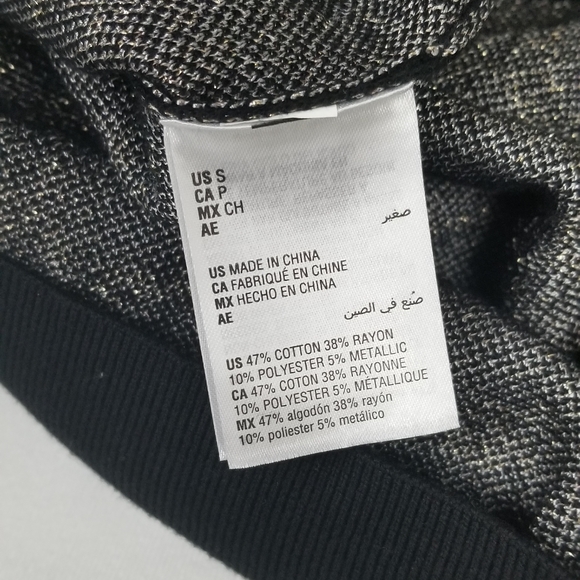 US S
CA P
MX CH
AE صغير
US MADE IN CHINA
CA FABRIQUÉ EN CHINE
MX HECHO EN CHINA
AE صُنع في الصين
US 47% COTTON 38% RAYON
10% POLYESTER 5% METALLIC
CA 47% COTON 38% RAYONNE
10% POLYESTER 5% MÉTALLIQUE
MX 47% algodón 38% rayón
10% poliester 5% metálico